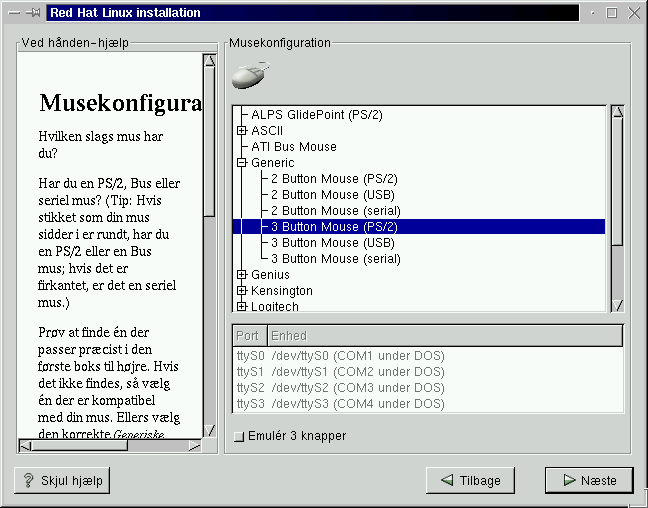 Red Hat Linux installation
Ved hånden-hjælp
Musekonfigura
Hvilken slags mus har
du?
Har du en PS/2, Bus eller
seriel mus? (Tip: Hvis
stikket som din mus
sidder i er rundt, har du
en PS/2 eller en Bus
mus; hvis det er
firkantet, er det en seriel
mus.)
Prøv at finde én der
passer præcist i den
første boks til højre. Hvis
det ikke findes, så vælg
én der er kompatibel
med din mus. Ellers vælg
den korrekte Generiske
Musekonfiguration
ALPS GlidePoint (PS/2)
ASCII
ATI Bus Mouse
Generic
2 Button Mouse (PS/2)
2 Button Mouse (USB)
2 Button Mouse (serial)
3 Button Mouse (PS/2)
3 Button Mouse (USB)
3 Button Mouse (serial)
Genius
Kensington
Logitech
Port Enhed
ttyS0 /dev/ttyS0 (COM1 under DOS)
ttyS1 /dev/ttyS1 (COM2 under DOS)
ttyS2 /dev/ttyS2 (COM3 under DOS)
ttyS3 /dev/ttyS3 (COM4 under DOS)
Emulér 3 knapper
? Skjul hjælp
Tilbage
Næste